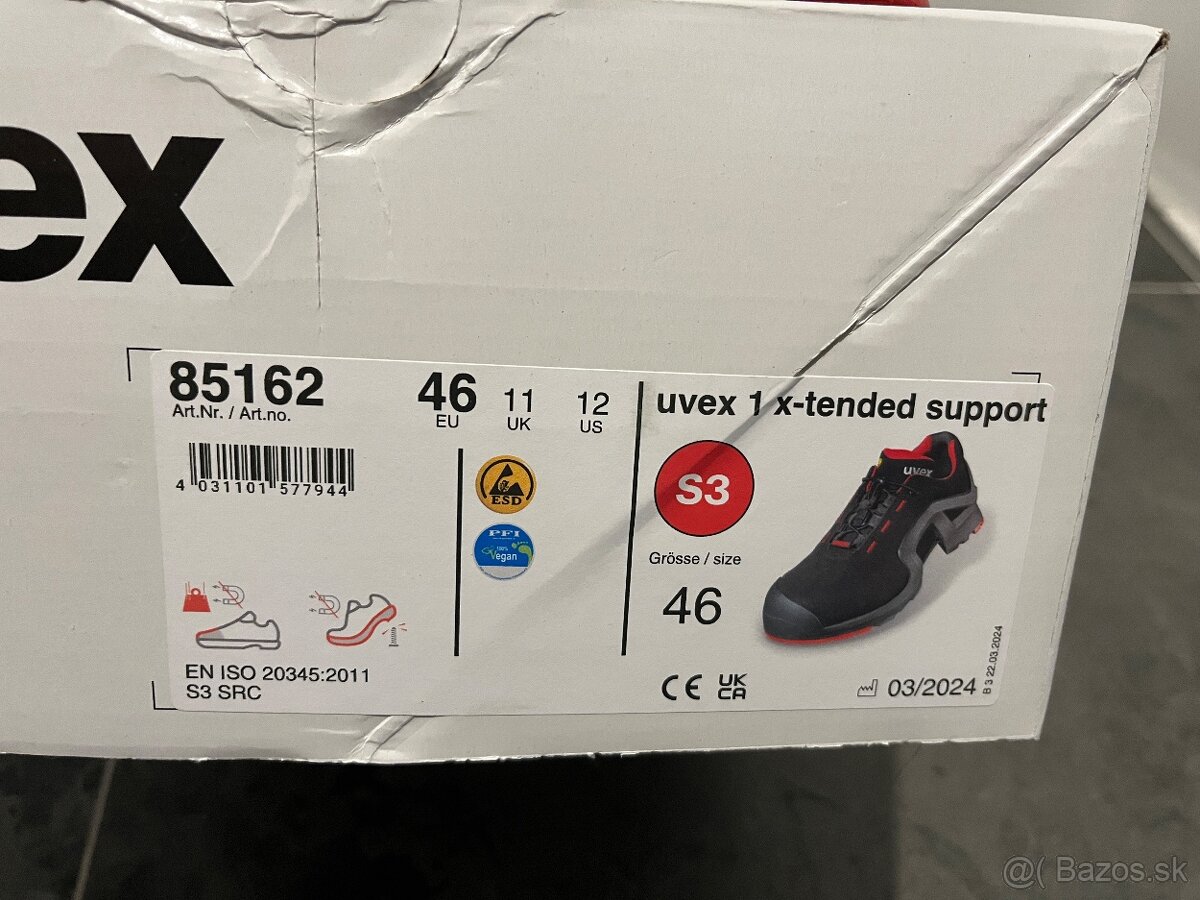 ex
85162
Art.Nr. / Art.no.
46 11 12
EU UK US
4 031101 577944
ESD
PFI
100%
Vegan
EN ISO 20345:2011
S3 SRC
uvex 1 x-tended support
uvex
S3
Grösse / size
46
CE UK CA
03/2024
B 3 22.03.2024
@( Bazos.sk